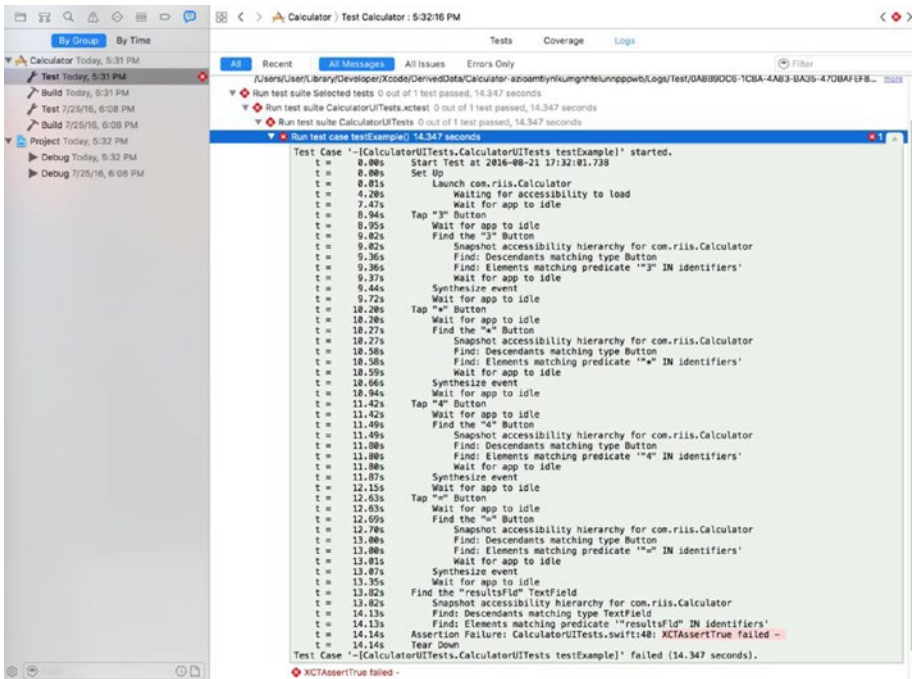 Calculator ⟩ Test Calculator : 5:32:16 PM
By Group By Time
Tests Coverage Logs
Calculator Today, 5:31 PM
Test Today, 5:31 PM
Build Today, 5:31 PM
Test 7/25/16, 6:08 PM
Build 7/25/16, 6:08 PM
Project Today, 5:32 PM
Debug Today, 5:32 PM
Debug 7/25/16, 6:08 PM
All Recent All Messages All Issues Errors Only Filter
more
Run test suite Selected tests 0 out of 1 test passed, 14.347 seconds
Run test suite CalculatorUITests.xctest 0 out of 1 test passed, 14.347 seconds
Run test suite CalculatorUITests 0 out of 1 test passed, 14.347 seconds
Run test case testExample() 14.347 seconds 1
Test Case '-[CalculatorUITests.CalculatorUITests testExample]' started.
t = 0.00s Start Test at 2016-08-21 17:32:01.738
t = 0.00s Set Up
t = 0.01s Launch com.riis.Calculator
t = 4.20s Waiting for accessibility to load
t = 7.47s Wait for app to idle
t = 8.94s Tap "3" Button
t = 8.95s Wait for app to idle
t = 9.02s Find the "3" Button
t = 9.02s Snapshot accessibility hierarchy for com.riis.Calculator
t = 9.36s Find: Descendants matching type Button
t = 9.36s Find: Elements matching predicate '"3" IN identifiers'
t = 9.37s Wait for app to idle
t = 9.44s Synthesize event
t = 9.72s Wait for app to idle
t = 10.20s Tap "*" Button
t = 10.20s Wait for app to idle
t = 10.27s Find the "*" Button
t = 10.27s Snapshot accessibility hierarchy for com.riis.Calculator
t = 10.58s Find: Descendants matching type Button
t = 10.58s Find: Elements matching predicate '"*" IN identifiers'
t = 10.59s Wait for app to idle
t = 10.66s Synthesize event
t = 10.94s Wait for app to idle
t = 11.42s Tap "4" Button
t = 11.42s Wait for app to idle
t = 11.49s Find the "4" Button
t = 11.49s Snapshot accessibility hierarchy for com.riis.Calculator
t = 11.80s Find: Descendants matching type Button
t = 11.80s Find: Elements matching predicate '"4" IN identifiers'
t = 11.80s Wait for app to idle
t = 11.87s Synthesize event
t = 12.15s Wait for app to idle
t = 12.63s Tap "=" Button
t = 12.63s Wait for app to idle
t = 12.69s Find the "=" Button
t = 12.70s Snapshot accessibility hierarchy for com.riis.Calculator
t = 13.00s Find: Descendants matching type Button
t = 13.00s Find: Elements matching predicate '"=" IN identifiers'
t = 13.01s Wait for app to idle
t = 13.07s Synthesize event
t = 13.35s Wait for app to idle
t = 13.82s Find the "resultsFld" TextField
t = 13.82s Snapshot accessibility hierarchy for com.riis.Calculator
t = 14.13s Find: Descendants matching type TextField
t = 14.13s Find: Elements matching predicate '"resultsFld" IN identifiers'
t = 14.14s Assertion Failure: CalculatorUITests.swift:40: XCTAssertTrue failed -
t = 14.14s Tear Down
Test Case '-[CalculatorUITests.CalculatorUITests testExample]' failed (14.347 seconds).
XCTAssertTrue failed -